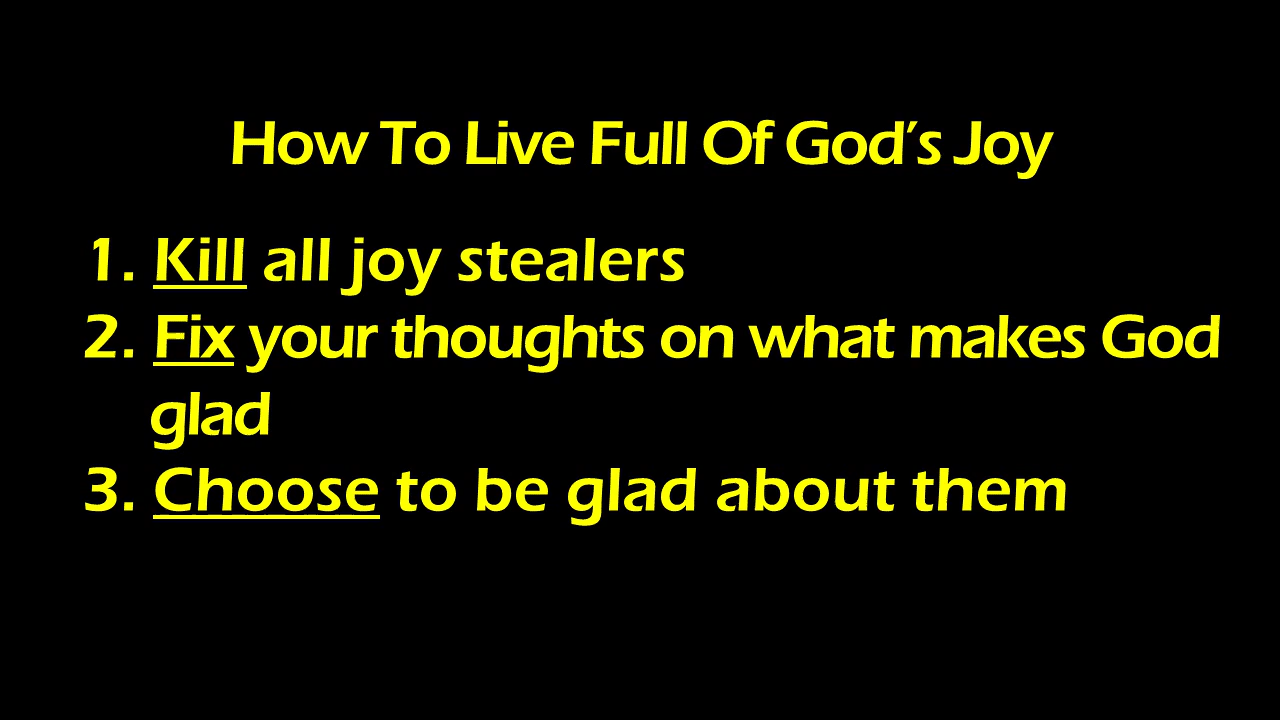 How To Live Full Of God’s Joy
1. Kill all joy stealers
2. Fix your thoughts on what makes God
glad
3. Choose to be glad about them